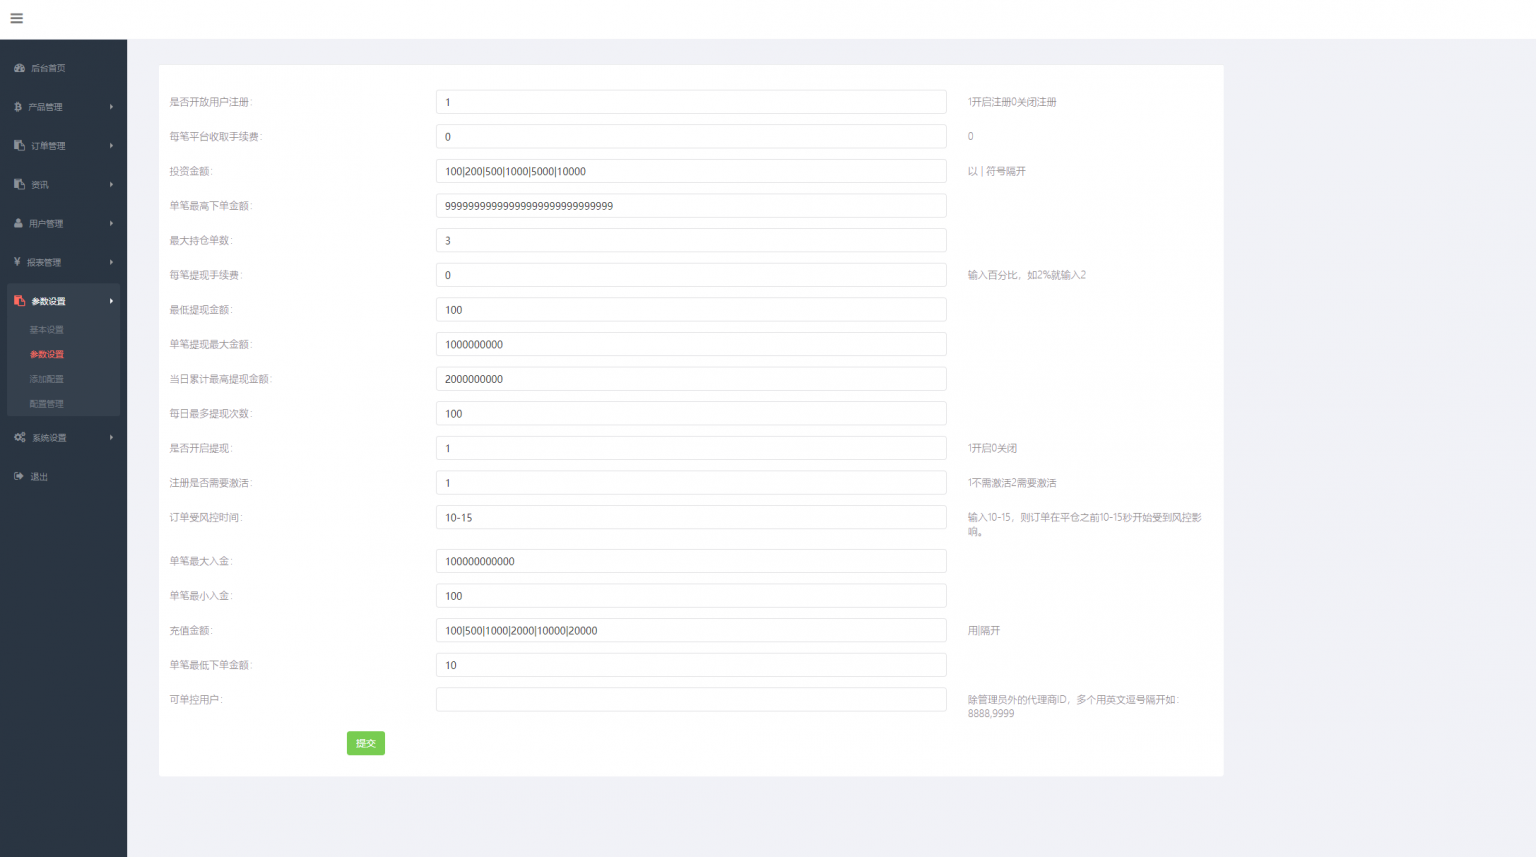 后台首页
产品管理
订单管理
资讯
用户管理
报表管理
参数设置
基本设置
参数设置
添加配置
配置管理
系统设置
退出
是否开放用户注册: 1 1开启注册0关闭注册
每笔平台收取手续费: 0 0
投资金额: 100|200|500|1000|5000|10000 以 | 符号隔开
单笔最高下单金额: 99999999999999999999999999999
最大持仓单数: 3
每笔提现手续费: 0 输入百分比，如2%就输入2
最低提现金额: 100
单笔提现最大金额: 1000000000
当日累计最高提现金额: 2000000000
每日最多提现次数: 100
是否开启提现: 1 1开启0关闭
注册是否需要激活: 1 1不需激活2需要激活
订单受风控时间: 10-15 输入10-15，则订单在平仓之前10-15秒开始受到风控影
响。
单笔最大入金: 100000000000
单笔最小入金: 100
充值金额: 100|500|1000|2000|10000|20000 用|隔开
单笔最低下单金额: 10
可单控用户: 除管理员外的代理商ID，多个用英文逗号隔开如:
8888,9999
提交